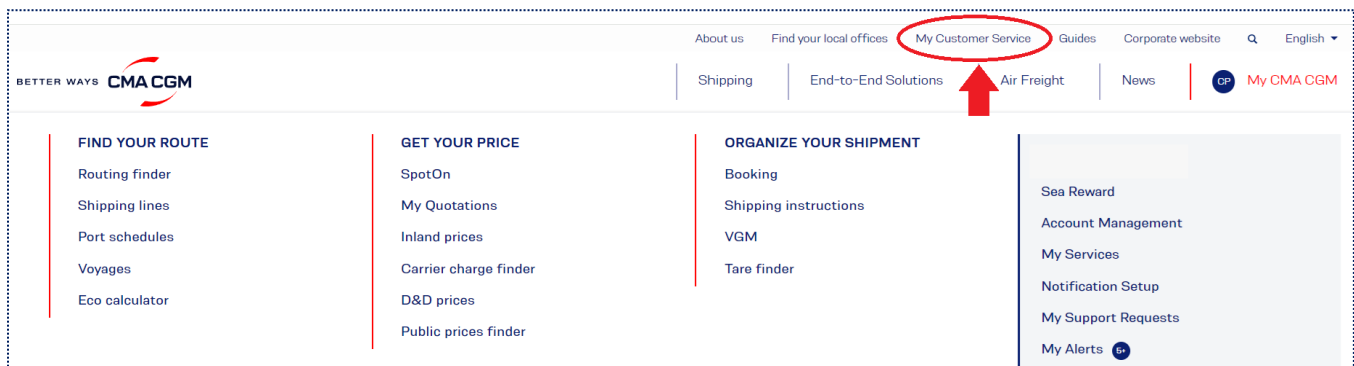 About us Find your local offices My Customer Service Guides Corporate website English
BETTER WAYS CMA CGM Shipping End-to-End Solutions Air Freight News CP My CMA CGM
FIND YOUR ROUTE
Routing finder
Shipping lines
Port schedules
Voyages
Eco calculator
GET YOUR PRICE
SpotOn
My Quotations
Inland prices
Carrier charge finder
D&D prices
Public prices finder
ORGANIZE YOUR SHIPMENT
Booking
Shipping instructions
VGM
Tare finder
Sea Reward
Account Management
My Services
Notification Setup
My Support Requests
My Alerts 5+